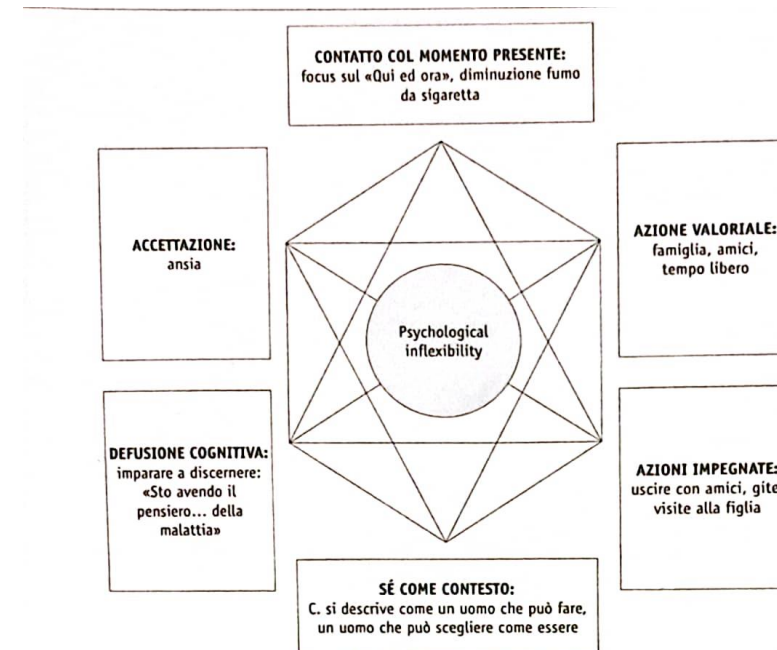 CONTATTO COL MOMENTO PRESENTE:
focus sul «Qui ed ora», diminuzione fumo
da sigaretta
ACCETTAZIONE:
ansia
AZIONE VALORIALE:
famiglia, amici,
tempo libero
Psychological
inflexibility
DEFUSIONE COGNITIVA:
imparare a discernere:
«Sto avendo il
pensiero... della
malattia»
AZIONI IMPEGNATE:
uscire con amici, gite
visite alla figlia
SÉ COME CONTESTO:
C. si descrive come un uomo che può fare,
un uomo che può scegliere come essere